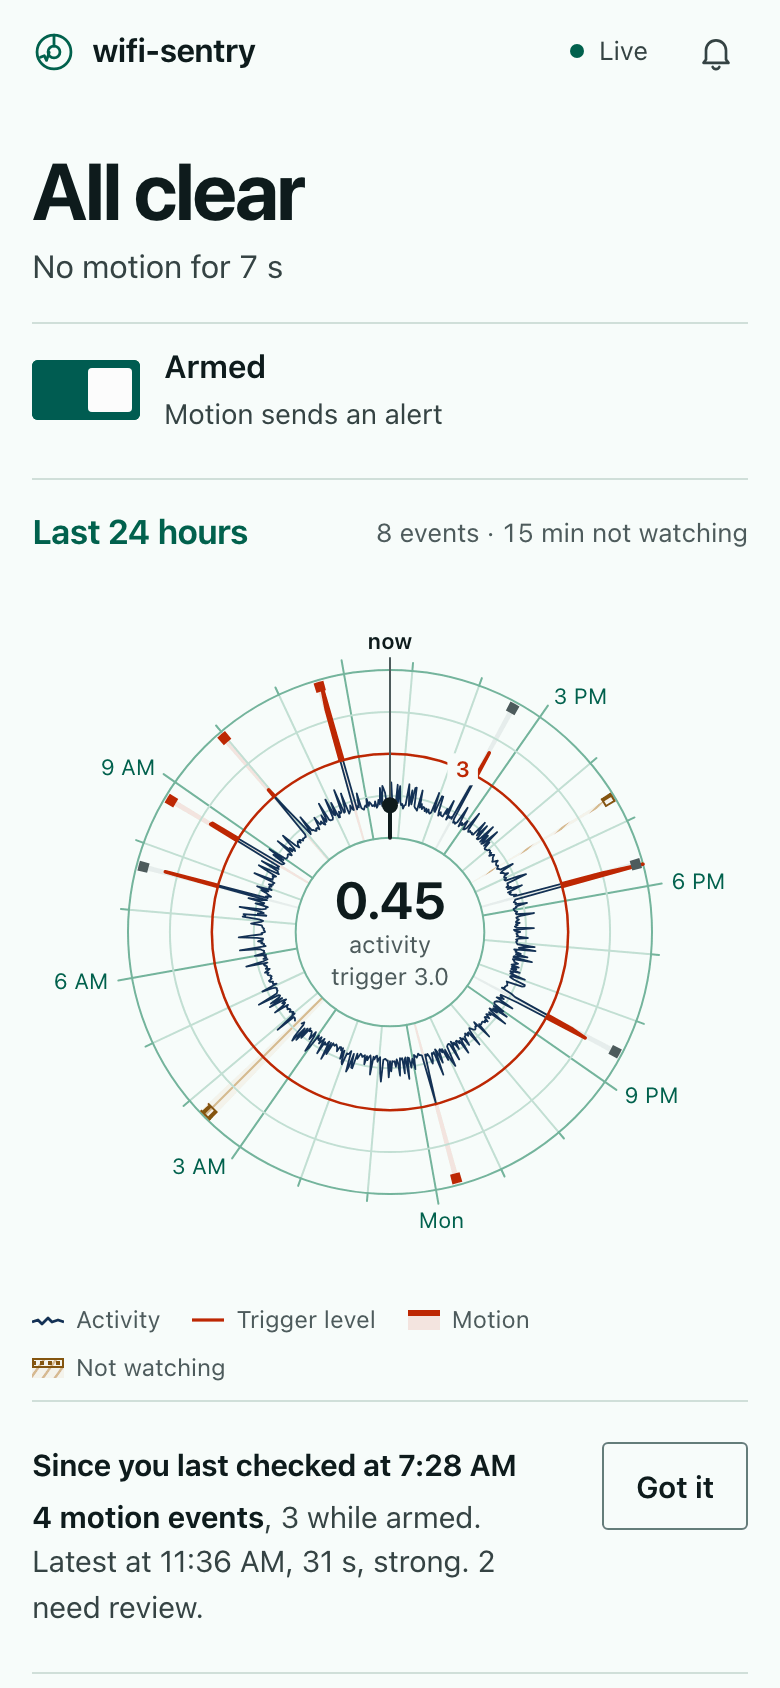 wifi-sentry
Live
All clear
No motion for 7 s
Armed
Motion sends an alert
Last 24 hours
8 events · 15 min not watching
now
3 PM
3
9 AM
6 PM
0.45
activity
trigger 3.0
6 AM
9 PM
3 AM
Mon
Activity
Trigger level
Motion
Not watching
Since you last checked at 7:28 AM
Got it
4 motion events, 3 while armed.
Latest at 11:36 AM, 31 s, strong. 2
need review.